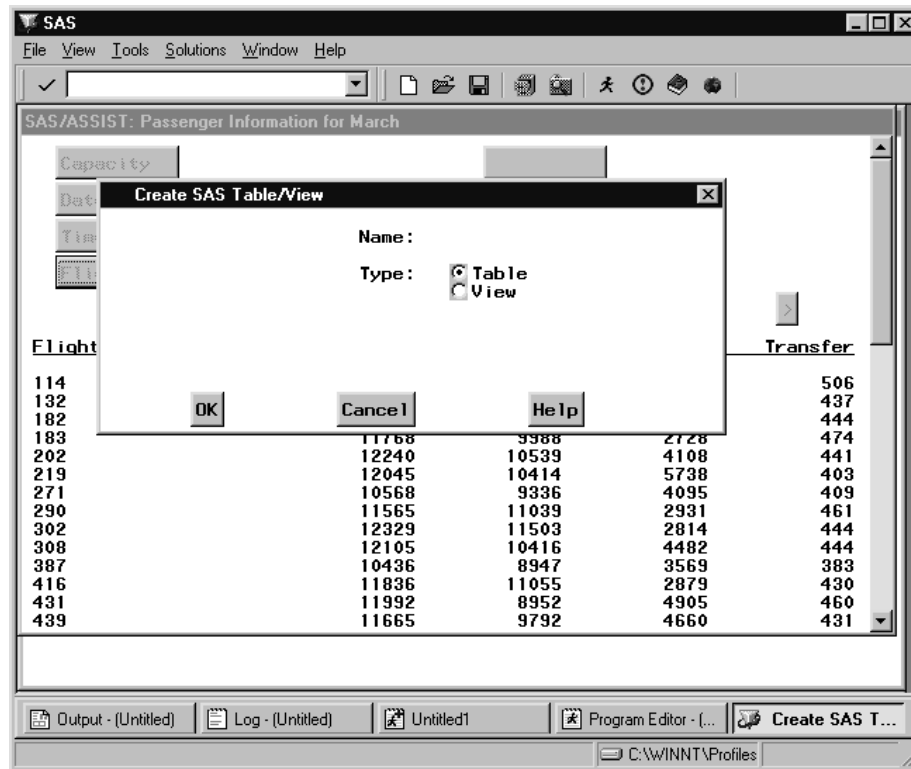 SAS
File View Tools Solutions Window Help
SAS/ASSIST: Passenger Information for March
Capacity
Create SAS Table/View
Name:
Type: Table
View
OK Cancel Help
>
Flight Transfer
114 506
132 437
182 444
183 11768 9988 2728 474
202 12240 10539 4108 441
219 12045 10414 5738 403
271 10568 9336 4095 409
290 11565 11039 2931 461
302 12329 11503 2814 444
308 12105 10416 4482 444
387 10436 8947 3569 383
416 11836 11055 2879 430
431 11992 8952 4905 460
439 11665 9792 4660 431
Output - (Untitled) Log - (Untitled) Untitled1 Program Editor - (... Create SAS T...
C:\WINNT\Profiles